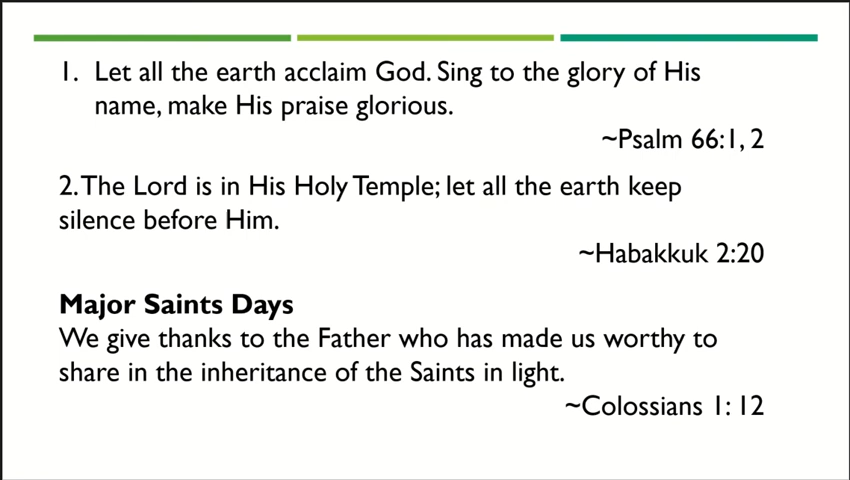 1. Let all the earth acclaim God. Sing to the glory of His
name, make His praise glorious.
~Psalm 66:1, 2
2. The Lord is in His Holy Temple; let all the earth keep
silence before Him.
~Habakkuk 2:20
Major Saints Days
We give thanks to the Father who has made us worthy to
share in the inheritance of the Saints in light.
~Colossians 1: 12